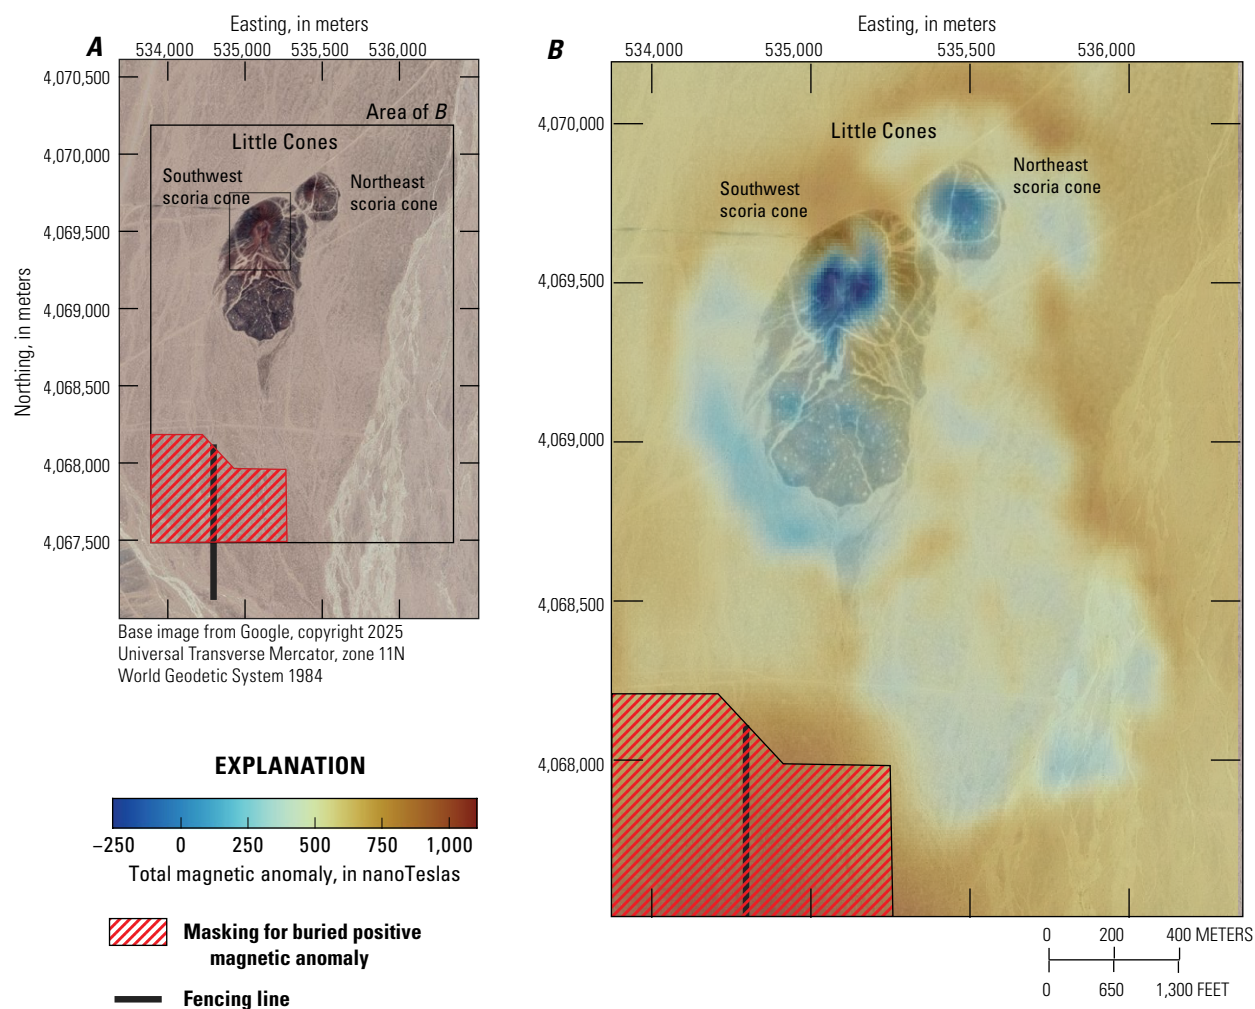 A
Easting, in meters
534,000 535,000 535,500 536,000
4,070,500
4,070,000
4,069,500
4,069,000
4,068,500
4,068,000
4,067,500
Northing, in meters
Area of B
Little Cones
Southwest
scoria cone
Northeast
scoria cone
Base image from Google, copyright 2025
Universal Transverse Mercator, zone 11N
World Geodetic System 1984
B
Easting, in meters
534,000 535,000 535,500 536,000
4,070,000
4,069,500
4,069,000
4,068,500
4,068,000
Little Cones
Southwest
scoria cone
Northeast
scoria cone
0 200 400 METERS
0 650 1,300 FEET
EXPLANATION
−250 0 250 500 750 1,000
Total magnetic anomaly, in nanoTeslas
Masking for buried positive
magnetic anomaly
Fencing line